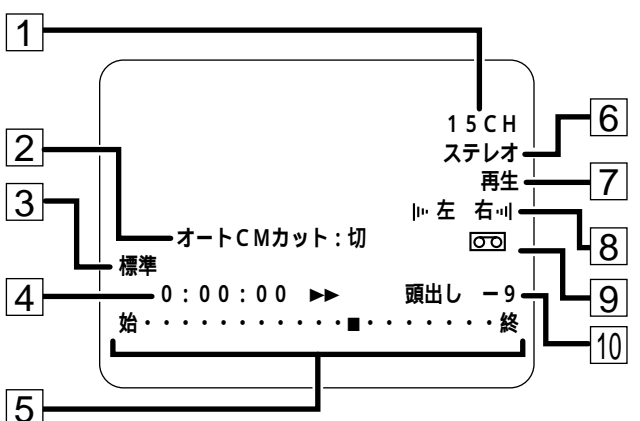 1
15CH
6
ステレオ
2
再生
7
3
左 右
8
オートCMカット:切
標準
9
4
0:00:00 ▶▶ 頭出し -9
10
始・・・・・・・・・・・■・・・・・・・終
5